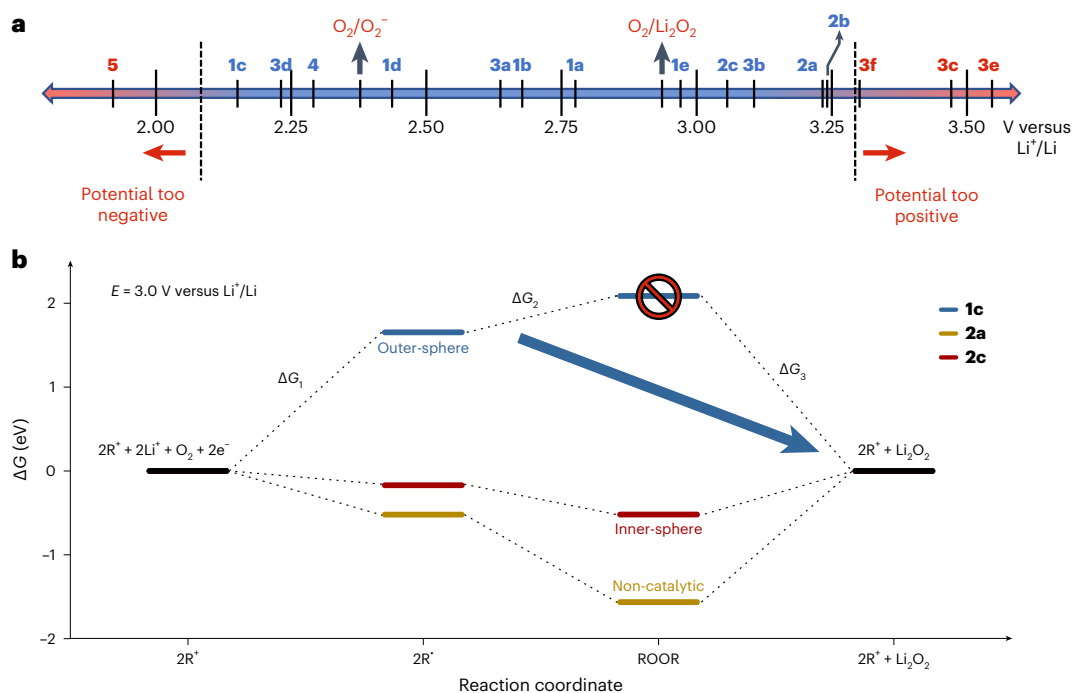 a
O₂/O₂⁻ O₂/Li₂O₂ 2b
5 1c 3d 4 1d 3a 1b 1a 1e 2c 3b 2a 3f 3c 3e
2.00 2.25 2.50 2.75 3.00 3.25 3.50 V versus
Li⁺/Li
Potential too
negative
Potential too
positive
b
E = 3.0 V versus Li⁺/Li
1c
2a
2c
ΔG (eV)
2
1
0
−1
−2
ΔG₁
ΔG₂
ΔG₃
Outer-sphere
2R⁺ + 2Li⁺ + O₂ + 2e⁻
2R⁺ + Li₂O₂
Inner-sphere
Non-catalytic
2R⁺ 2R• ROOR 2R⁺ + Li₂O₂
Reaction coordinate